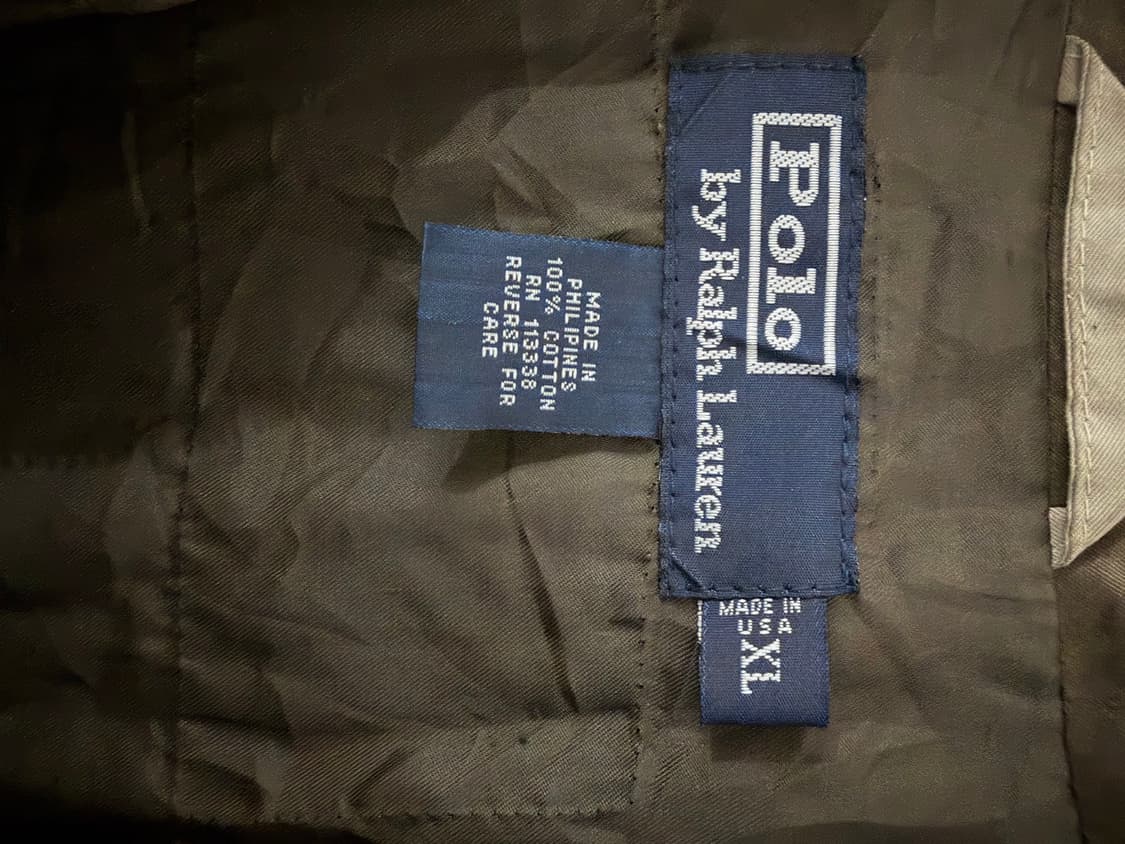 Polo
by Ralph Lauren
MADE IN
USA
XL
MADE IN
PHILIPINES
100% COTTON
RN 113338
REVERSE FOR
CARE